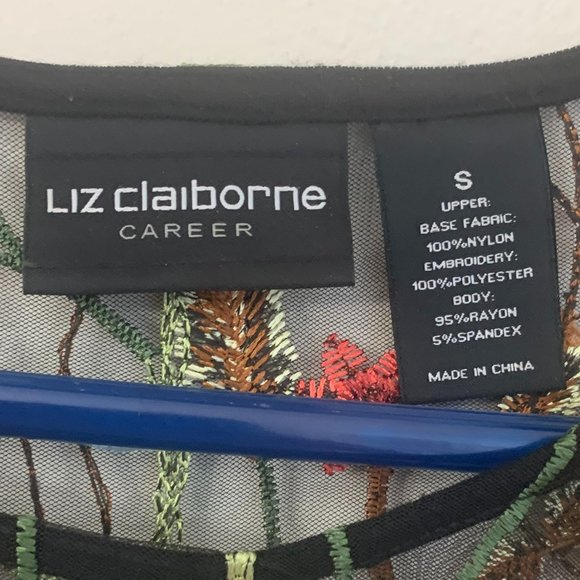 Liz claiborne
CAREER
S
UPPER:
BASE FABRIC:
100%NYLON
EMBROIDERY:
100%POLYESTER
BODY:
95%RAYON
5%SPANDEX
MADE IN CHINA